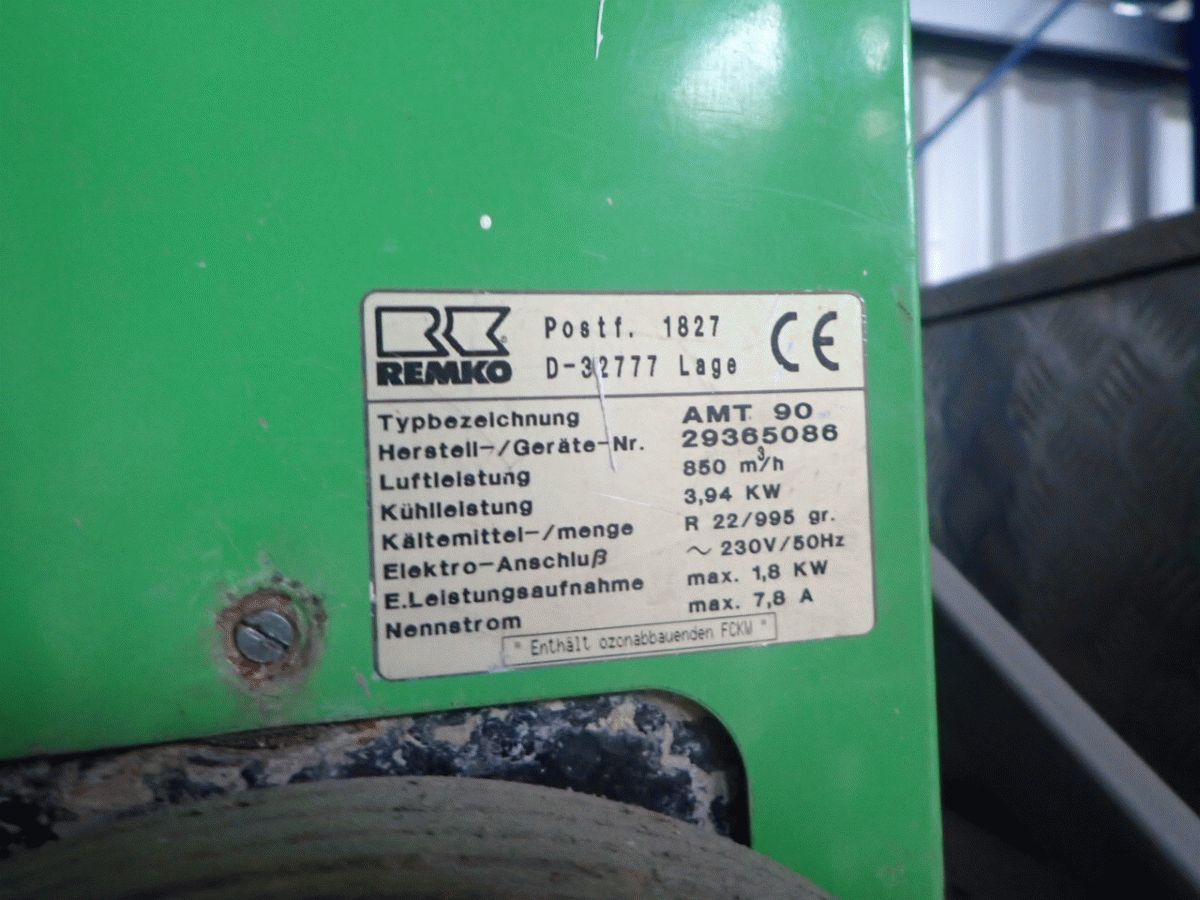 REMKO
Postf. 1827
D-32777 Lage
CE
Typbezeichnung AMT 90
Herstell-/Geräte-Nr. 29365086
Luftleistung 850 m³/h
Kühlleistung 3,94 KW
Kältemittel-/menge R 22/995 gr.
Elektro-Anschluß ~ 230V/50Hz
E.Leistungsaufnahme max. 1,8 KW
Nennstrom max. 7,8 A
* Enthält ozonabbauenden FCKW *